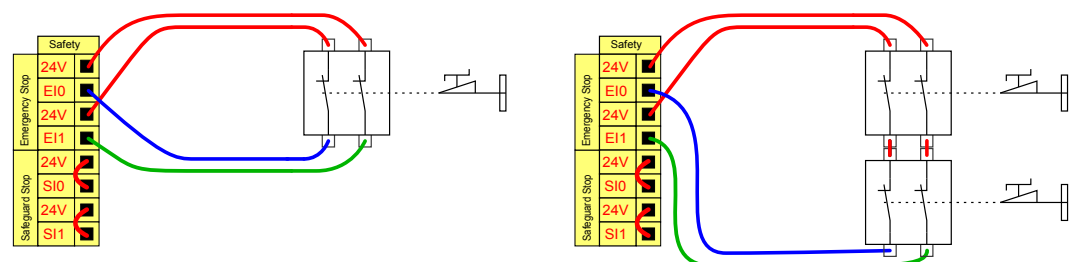 Safety
Emergency Stop
24V
EI0
24V
EI1
Safeguard Stop
24V
SI0
24V
SI1
Safety
Emergency Stop
24V
EI0
24V
EI1
Safeguard Stop
24V
SI0
24V
SI1